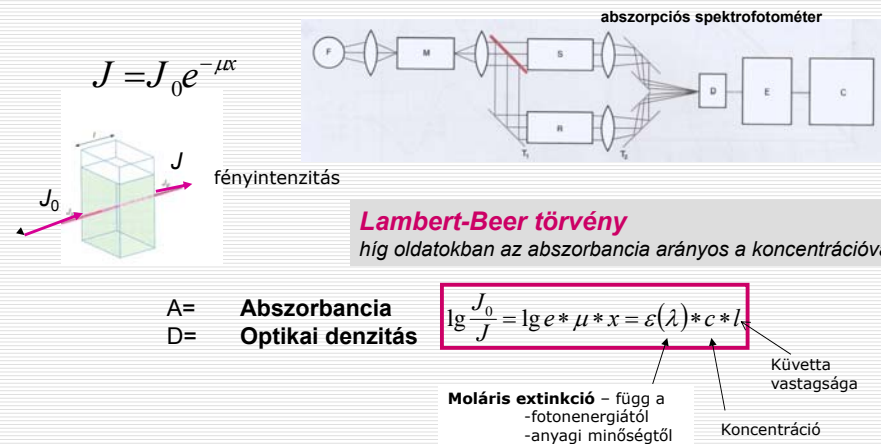 abszorpciós spektrofotométer
J = J₀e^{−μx}
F M S D E C
R
T₁ T₂
l
J
J₀
fényintenzitás
Lambert-Beer törvény
híg oldatokban az abszorbancia arányos a koncentrációva
A= Abszorbancia
D= Optikai denzitás
lg J₀/J = lg e * μ * x = ε(λ) * c * l
Küvetta
vastagsága
Moláris extinkció – függ a
-fotonenergiától
-anyagi minőségtől
Koncentráció